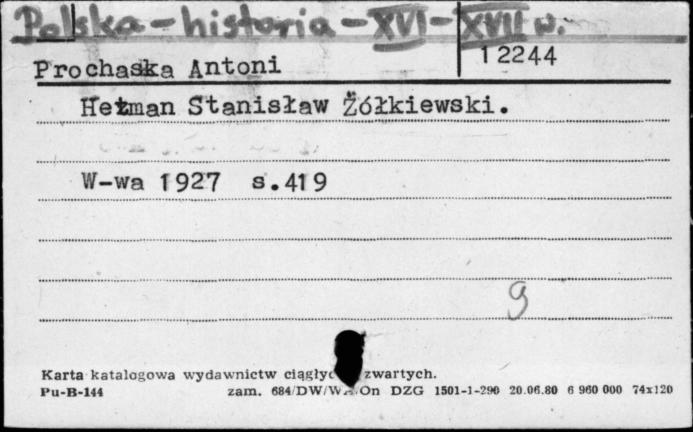 Polska - historia - XVI - XVII w.
12244
Prochaska Antoni
Hetman Stanisław Żółkiewski.
W-wa 1927 s.419
9
Karta katalogowa wydawnictw zwartych.
Pu-B-144 zam. 684/DW/WA/On DZG 1501-1-290 20.06.80 6 960 000 74x120